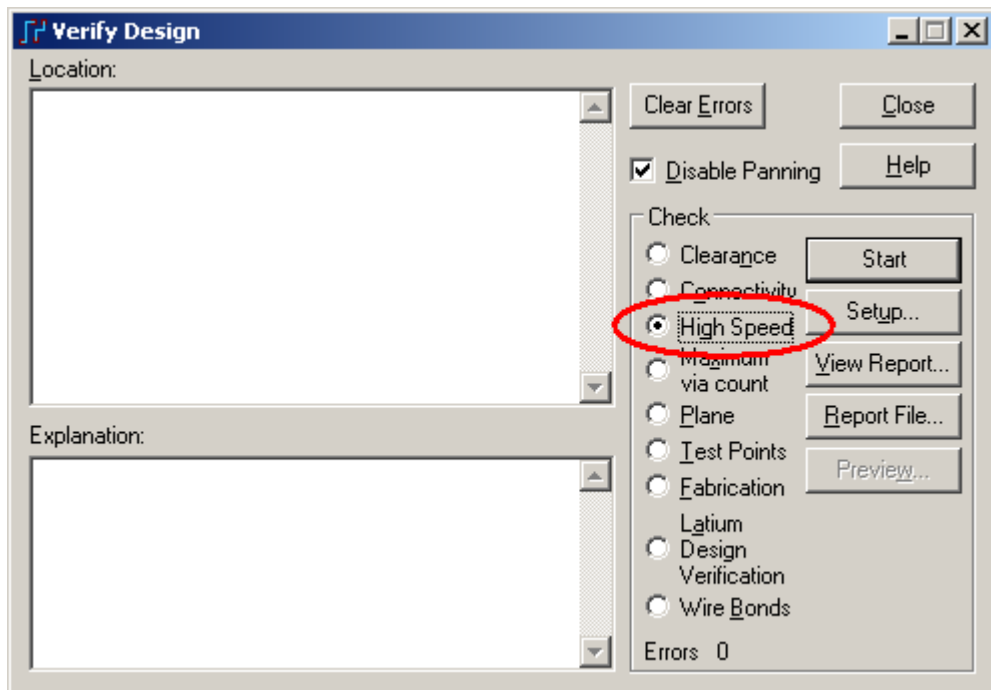 Verify Design
Location:
Clear Errors
Close
Disable Panning
Help
Check
Clearance
Start
Connectivity
Setup...
High Speed
Maximum
via count
View Report...
Plane
Report File...
Test Points
Preview...
Fabrication
Latium
Design
Verification
Wire Bonds
Errors 0
Explanation: